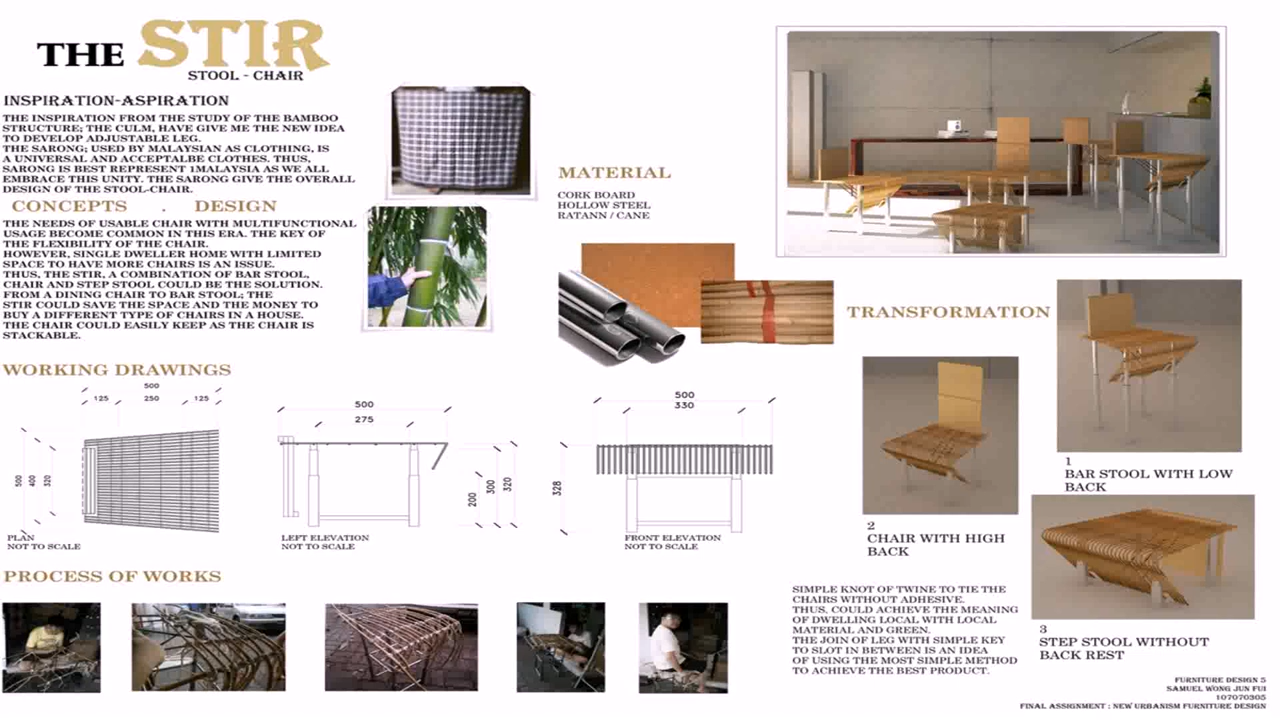 THE STIR
STOOL - CHAIR
INSPIRATION-ASPIRATION
THE INSPIRATION FROM THE STUDY OF THE BAMBOO
STRUCTURE; THE CULM, HAVE GIVE ME THE NEW IDEA
TO DEVELOP ADJUSTABLE LEG.
THE SARONG; USED BY MALAYSIAN AS CLOTHING, IS
A UNIVERSAL AND ACCEPTALBE CLOTHES. THUS,
SARONG IS BEST REPRESENT 1MALAYSIA AS WE ALL
EMBRACE THIS UNITY. THE SARONG GIVE THE OVERALL
DESIGN OF THE STOOL-CHAIR.
CONCEPTS . DESIGN
THE NEEDS OF USABLE CHAIR WITH MULTIFUNCTIONAL
USAGE BECOME COMMON IN THIS ERA. THE KEY OF
THE FLEXIBILITY OF THE CHAIR.
HOWEVER, SINGLE DWELLER HOME WITH LIMITED
SPACE TO HAVE MORE CHAIRS IS AN ISSUE.
THUS, THE STIR, A COMBINATION OF BAR STOOL,
CHAIR AND STEP STOOL COULD BE THE SOLUTION.
FROM A DINING CHAIR TO BAR STOOL; THE
STIR COULD SAVE THE SPACE AND THE MONEY TO
BUY A DIFFERENT TYPE OF CHAIRS IN A HOUSE.
THE CHAIR COULD EASILY KEEP AS THE CHAIR IS
STACKABLE.
MATERIAL
CORK BOARD
HOLLOW STEEL
RATANN / CANE
TRANSFORMATION
1
BAR STOOL WITH LOW
BACK
2
CHAIR WITH HIGH
BACK
3
STEP STOOL WITHOUT
BACK REST
WORKING DRAWINGS
500
125 250 125
500 400 320
PLAN
NOT TO SCALE
500
275
200 300 320
LEFT ELEVATION
NOT TO SCALE
500
330
328
FRONT ELEVATION
NOT TO SCALE
PROCESS OF WORKS
SIMPLE KNOT OF TWINE TO TIE THE
CHAIRS WITHOUT ADHESIVE.
THUS, COULD ACHIEVE THE MEANING
OF DWELLING LOCAL WITH LOCAL
MATERIAL AND GREEN.
THE JOIN OF LEG WITH SIMPLE KEY
TO SLOT IN BETWEEN IS AN IDEA
OF USING THE MOST SIMPLE METHOD
TO ACHIEVE THE BEST PRODUCT.
FURNITURE DESIGN 5
SAMUEL WONG JUN FUI
107070305
FINAL ASSIGNMENT : NEW URBANISM FURNITURE DESIGN